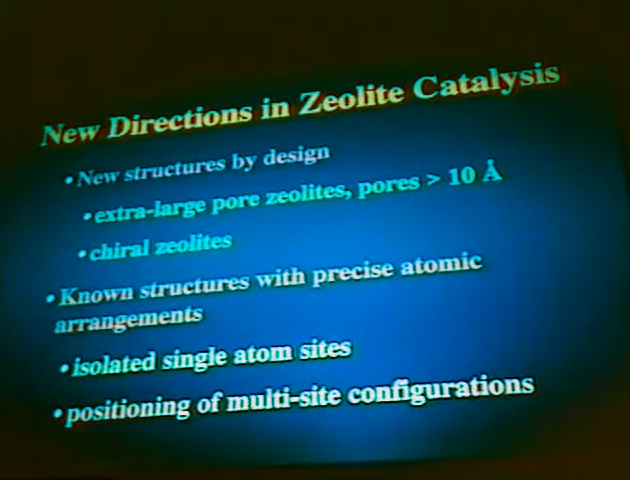 New Directions in Zeolite Catalysis
• New structures by design
• extra-large pore zeolites, pores > 10 Å
• chiral zeolites
• Known structures with precise atomic
arrangements
• isolated single atom sites
• positioning of multi-site configurations